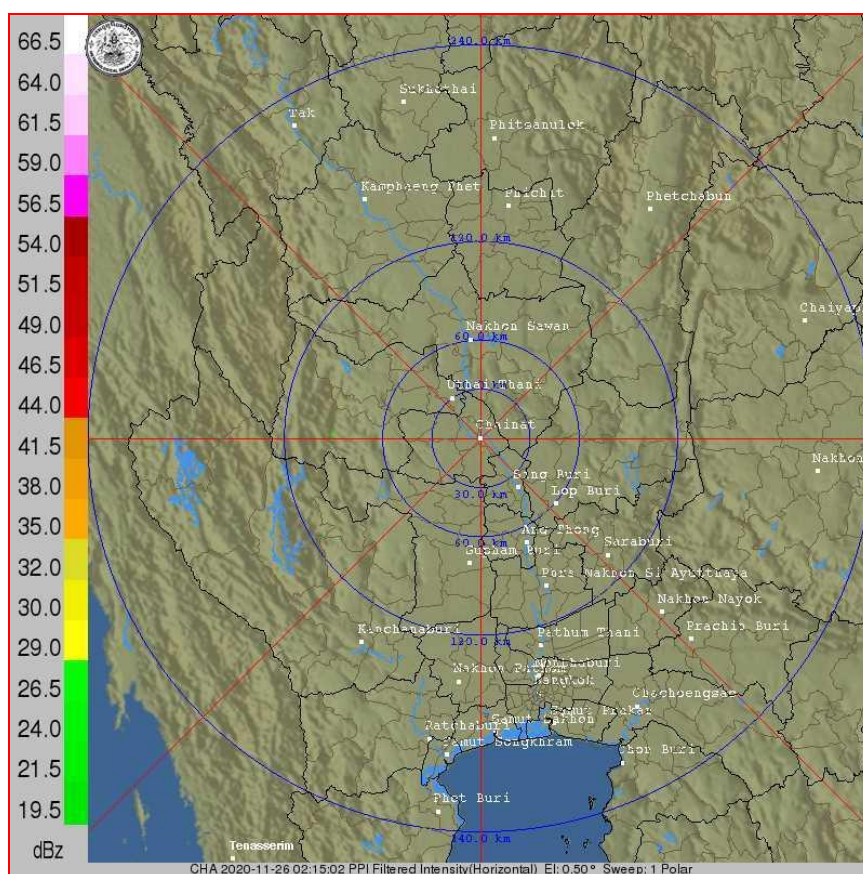 66.5
64.0
61.5
59.0
56.5
54.0
51.5
49.0
46.5
44.0
41.5
38.0
35.0
32.0
30.0
29.0
26.5
24.0
21.5
19.5
dBz
240.0 km
Sukhothai
Tak
Phitsanulok
Kamphaeng Phet
Phichit
Phetchabun
120.0 km
Chaiyap
Nakhon Sawan
60.0 km
Uthai Thani
Chainat
Nakhon
Sing Buri
30.0 km
Lop Buri
Ang Thong
60.0 km
Supham Buri
Saraburi
Pora Nakhon Si Ayutthaya
Nakhon Nayok
Kanchanaburi
120.0 km
Prachin Buri
Pathum Thani
Nonthaburi
Nakhon Pathom
Bangkok
Chachoengsao
Samut Prakan
Samut Sakhon
Ratchaburi
Samut Songkhram
Chon Buri
Phet Buri
240.0 km
Tenasserim
CHA 2020-11-26 02:15:02 PPI Filtered Intensity(Horizontal) El: 0.50° Sweep: 1 Polar